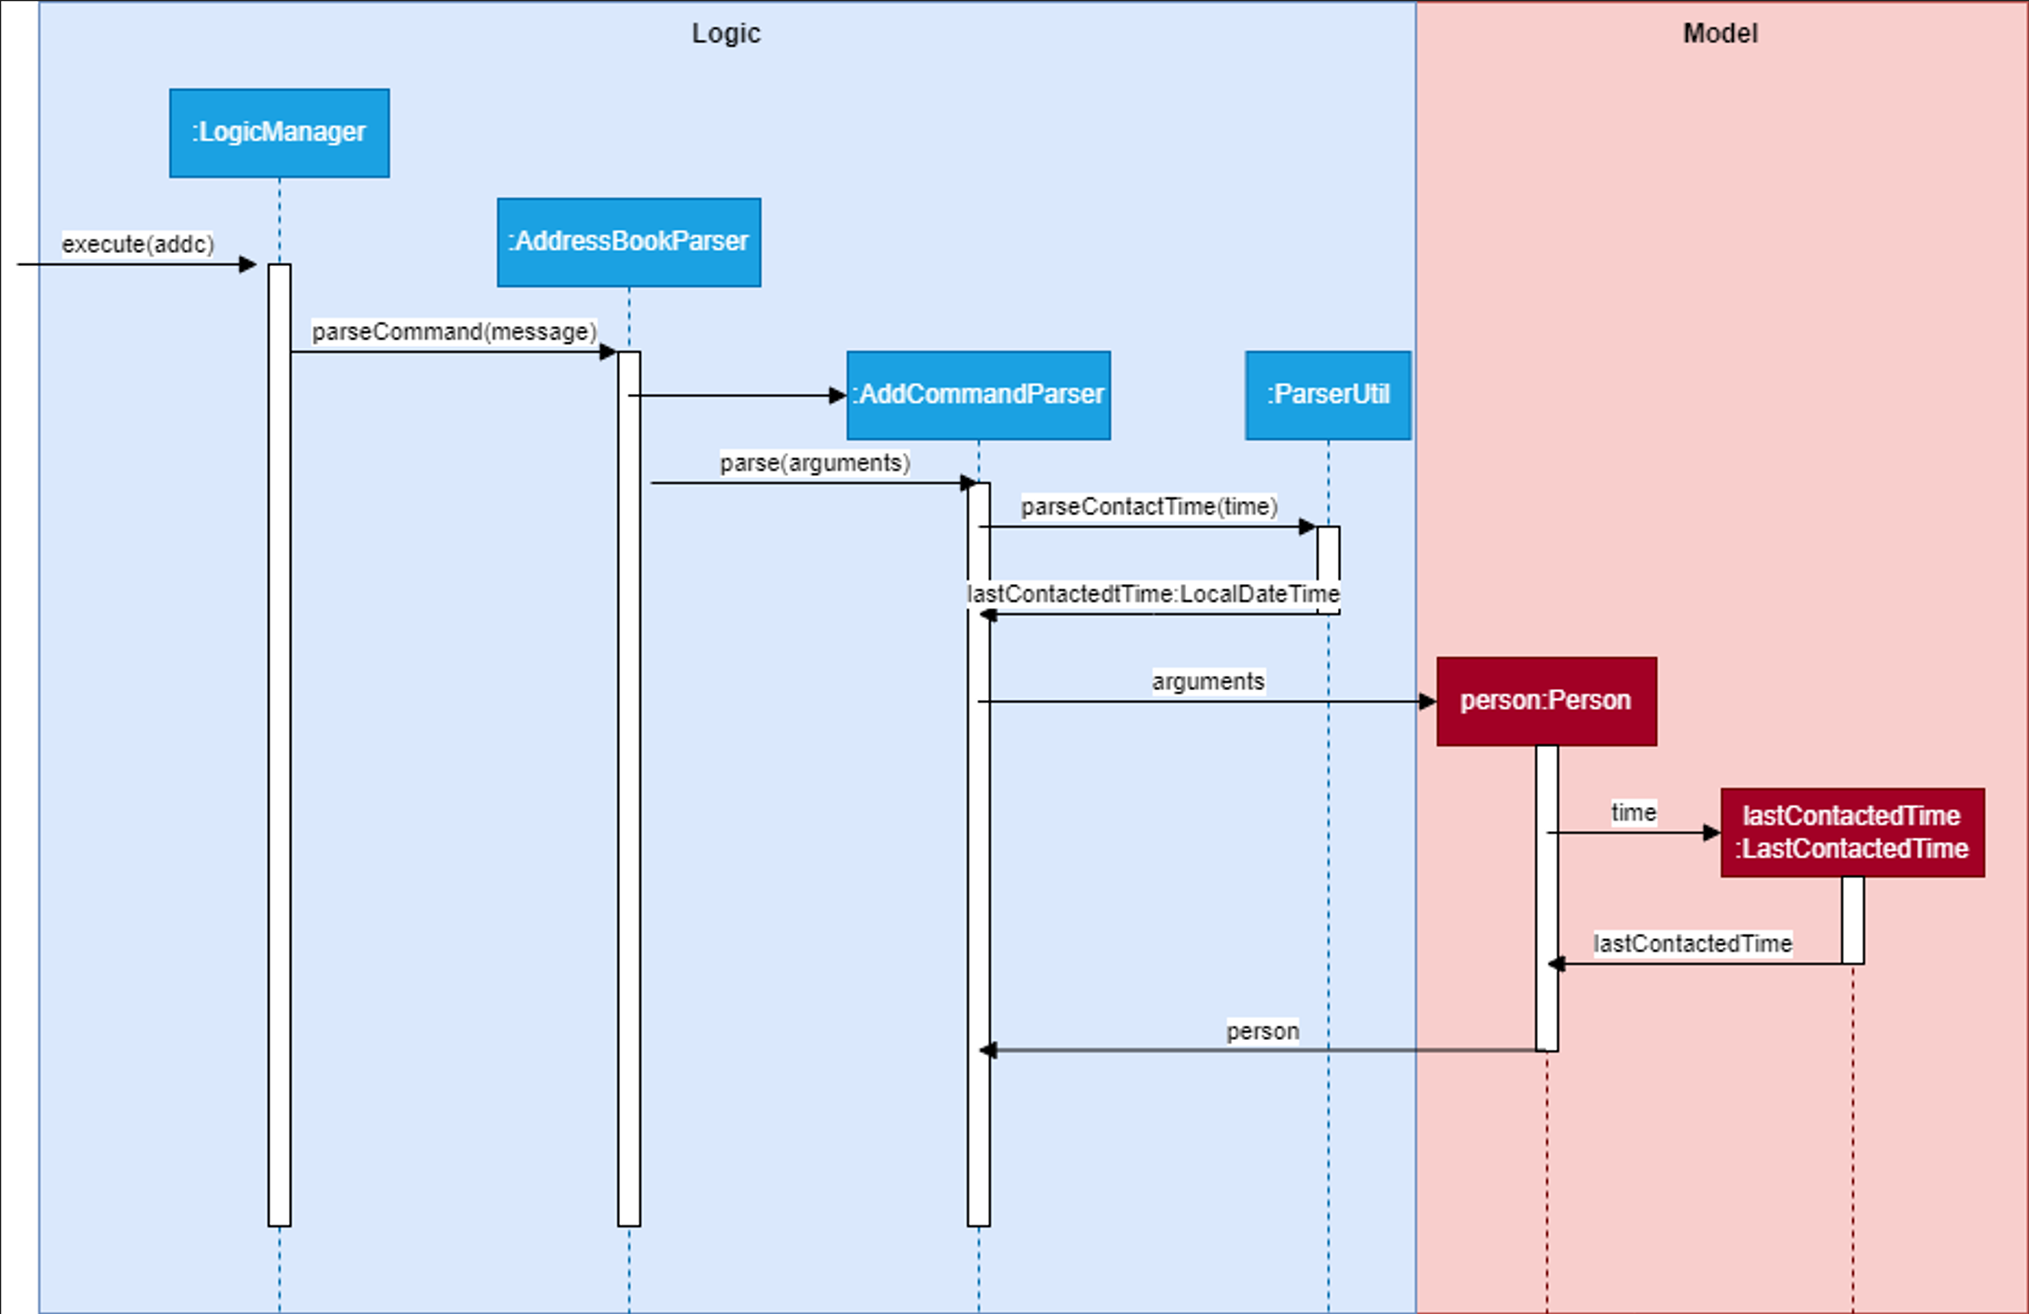 Logic
Model
:LogicManager
:AddressBookParser
execute(addc)
parseCommand(message)
:AddCommandParser
:ParserUtil
parse(arguments)
parseContactTime(time)
lastContactedtTime:LocalDateTime
arguments
person:Person
time
lastContactedTime
:LastContactedTime
lastContactedTime
person